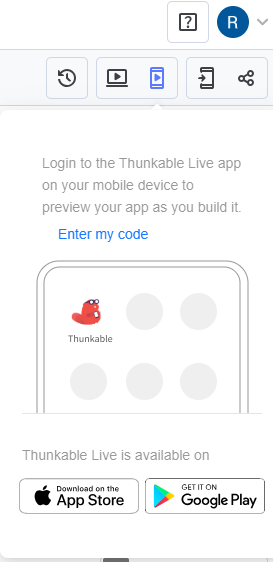 ?
R
Login to the Thunkable Live app
on your mobile device to
preview your app as you build it.
Enter my code
Thunkable
Thunkable Live is available on
Download on the
App Store
GET IT ON
Google Play